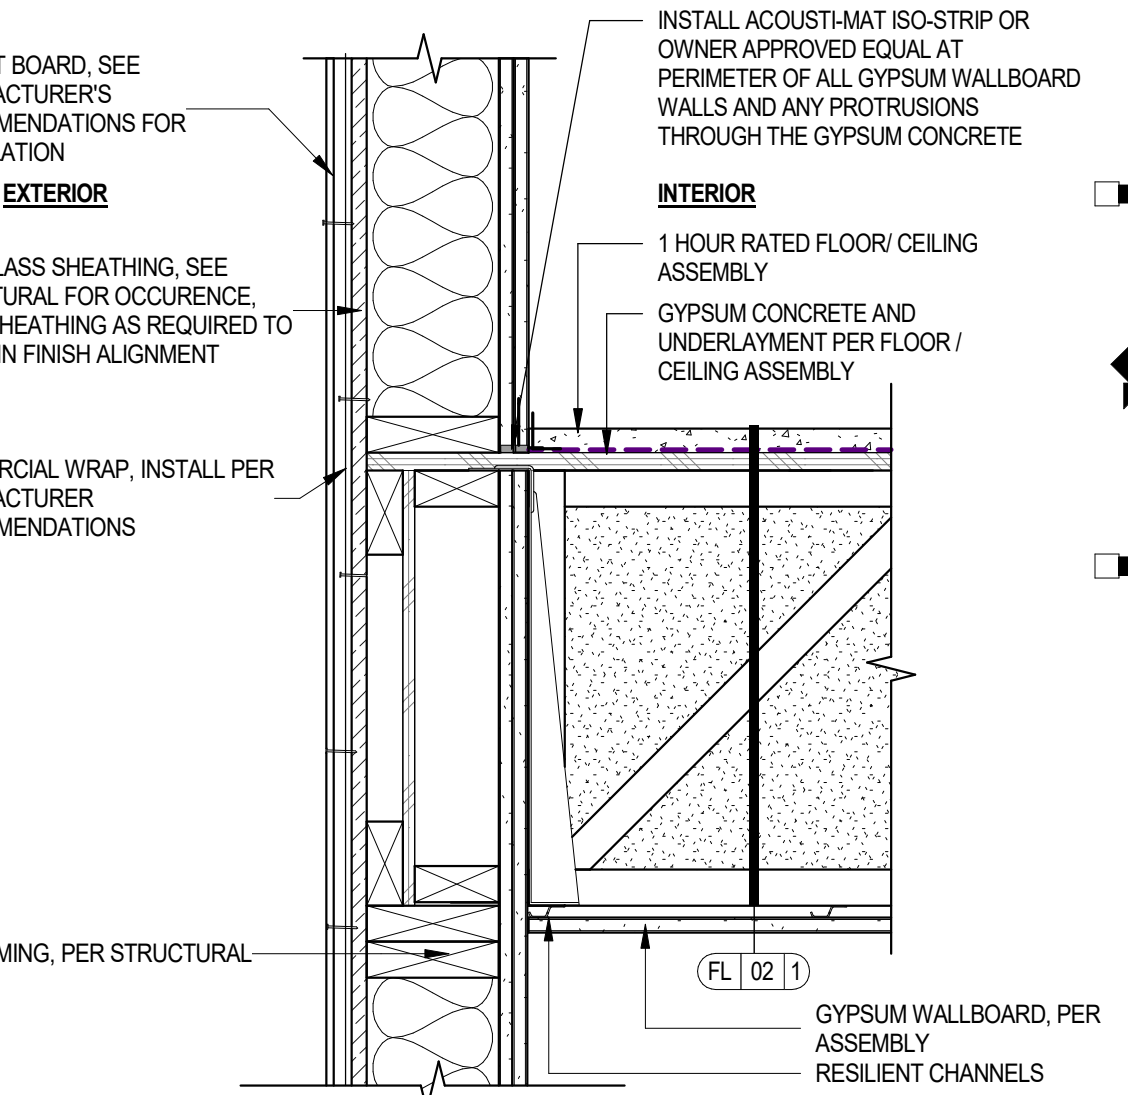 T BOARD, SEE
ACTURER'S
MENDATIONS FOR
LATION
EXTERIOR
LASS SHEATHING, SEE
TURAL FOR OCCURENCE,
HEATHING AS REQUIRED TO
IN FINISH ALIGNMENT
RCIAL WRAP, INSTALL PER
ACTURER
MENDATIONS
MING, PER STRUCTURAL
INSTALL ACOUSTI-MAT ISO-STRIP OR
OWNER APPROVED EQUAL AT
PERIMETER OF ALL GYPSUM WALLBOARD
WALLS AND ANY PROTRUSIONS
THROUGH THE GYPSUM CONCRETE
INTERIOR
1 HOUR RATED FLOOR/ CEILING
ASSEMBLY
GYPSUM CONCRETE AND
UNDERLAYMENT PER FLOOR /
CEILING ASSEMBLY
FL 02 1
GYPSUM WALLBOARD, PER
ASSEMBLY
RESILIENT CHANNELS